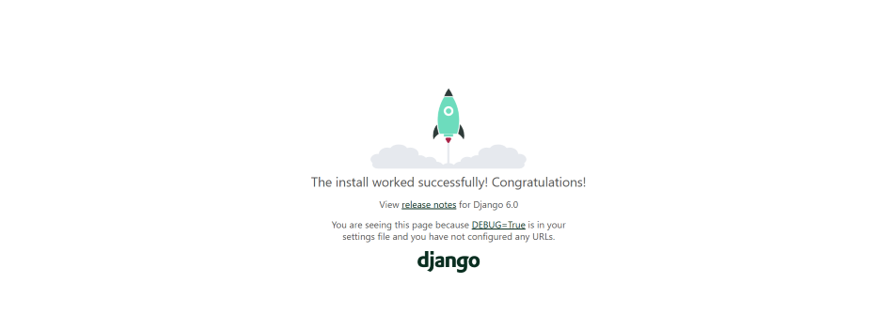 The install worked successfully! Congratulations!
View release notes for Django 6.0
You are seeing this page because DEBUG=True is in your
settings file and you have not configured any URLs.
django